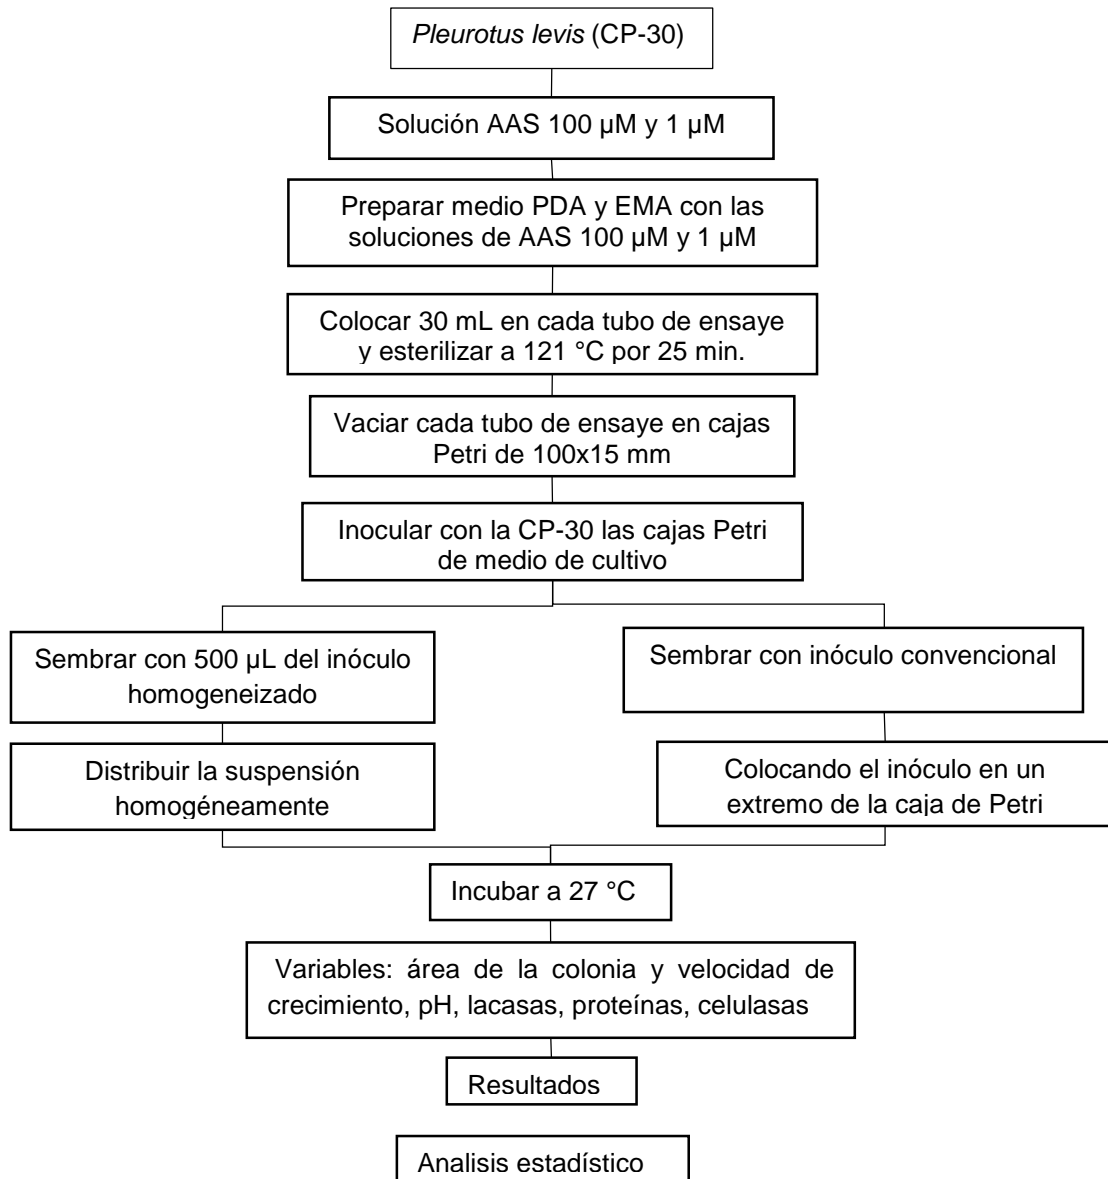 Pleurotus levis (CP-30)
Solución AAS 100 µM y 1 µM
Preparar medio PDA y EMA con las
soluciones de AAS 100 µM y 1 µM
Colocar 30 mL en cada tubo de ensaye
y esterilizar a 121 °C por 25 min.
Vaciar cada tubo de ensaye en cajas
Petri de 100x15 mm
Inocular con la CP-30 las cajas Petri
de medio de cultivo
Sembrar con 500 µL del inóculo
homogeneizado
Distribuir la suspensión
homogéneamente
Sembrar con inóculo convencional
Colocando el inóculo en un
extremo de la caja de Petri
Incubar a 27 °C
Variables: área de la colonia y velocidad de
crecimiento, pH, lacasas, proteínas, celulasas
Resultados
Analisis estadístico